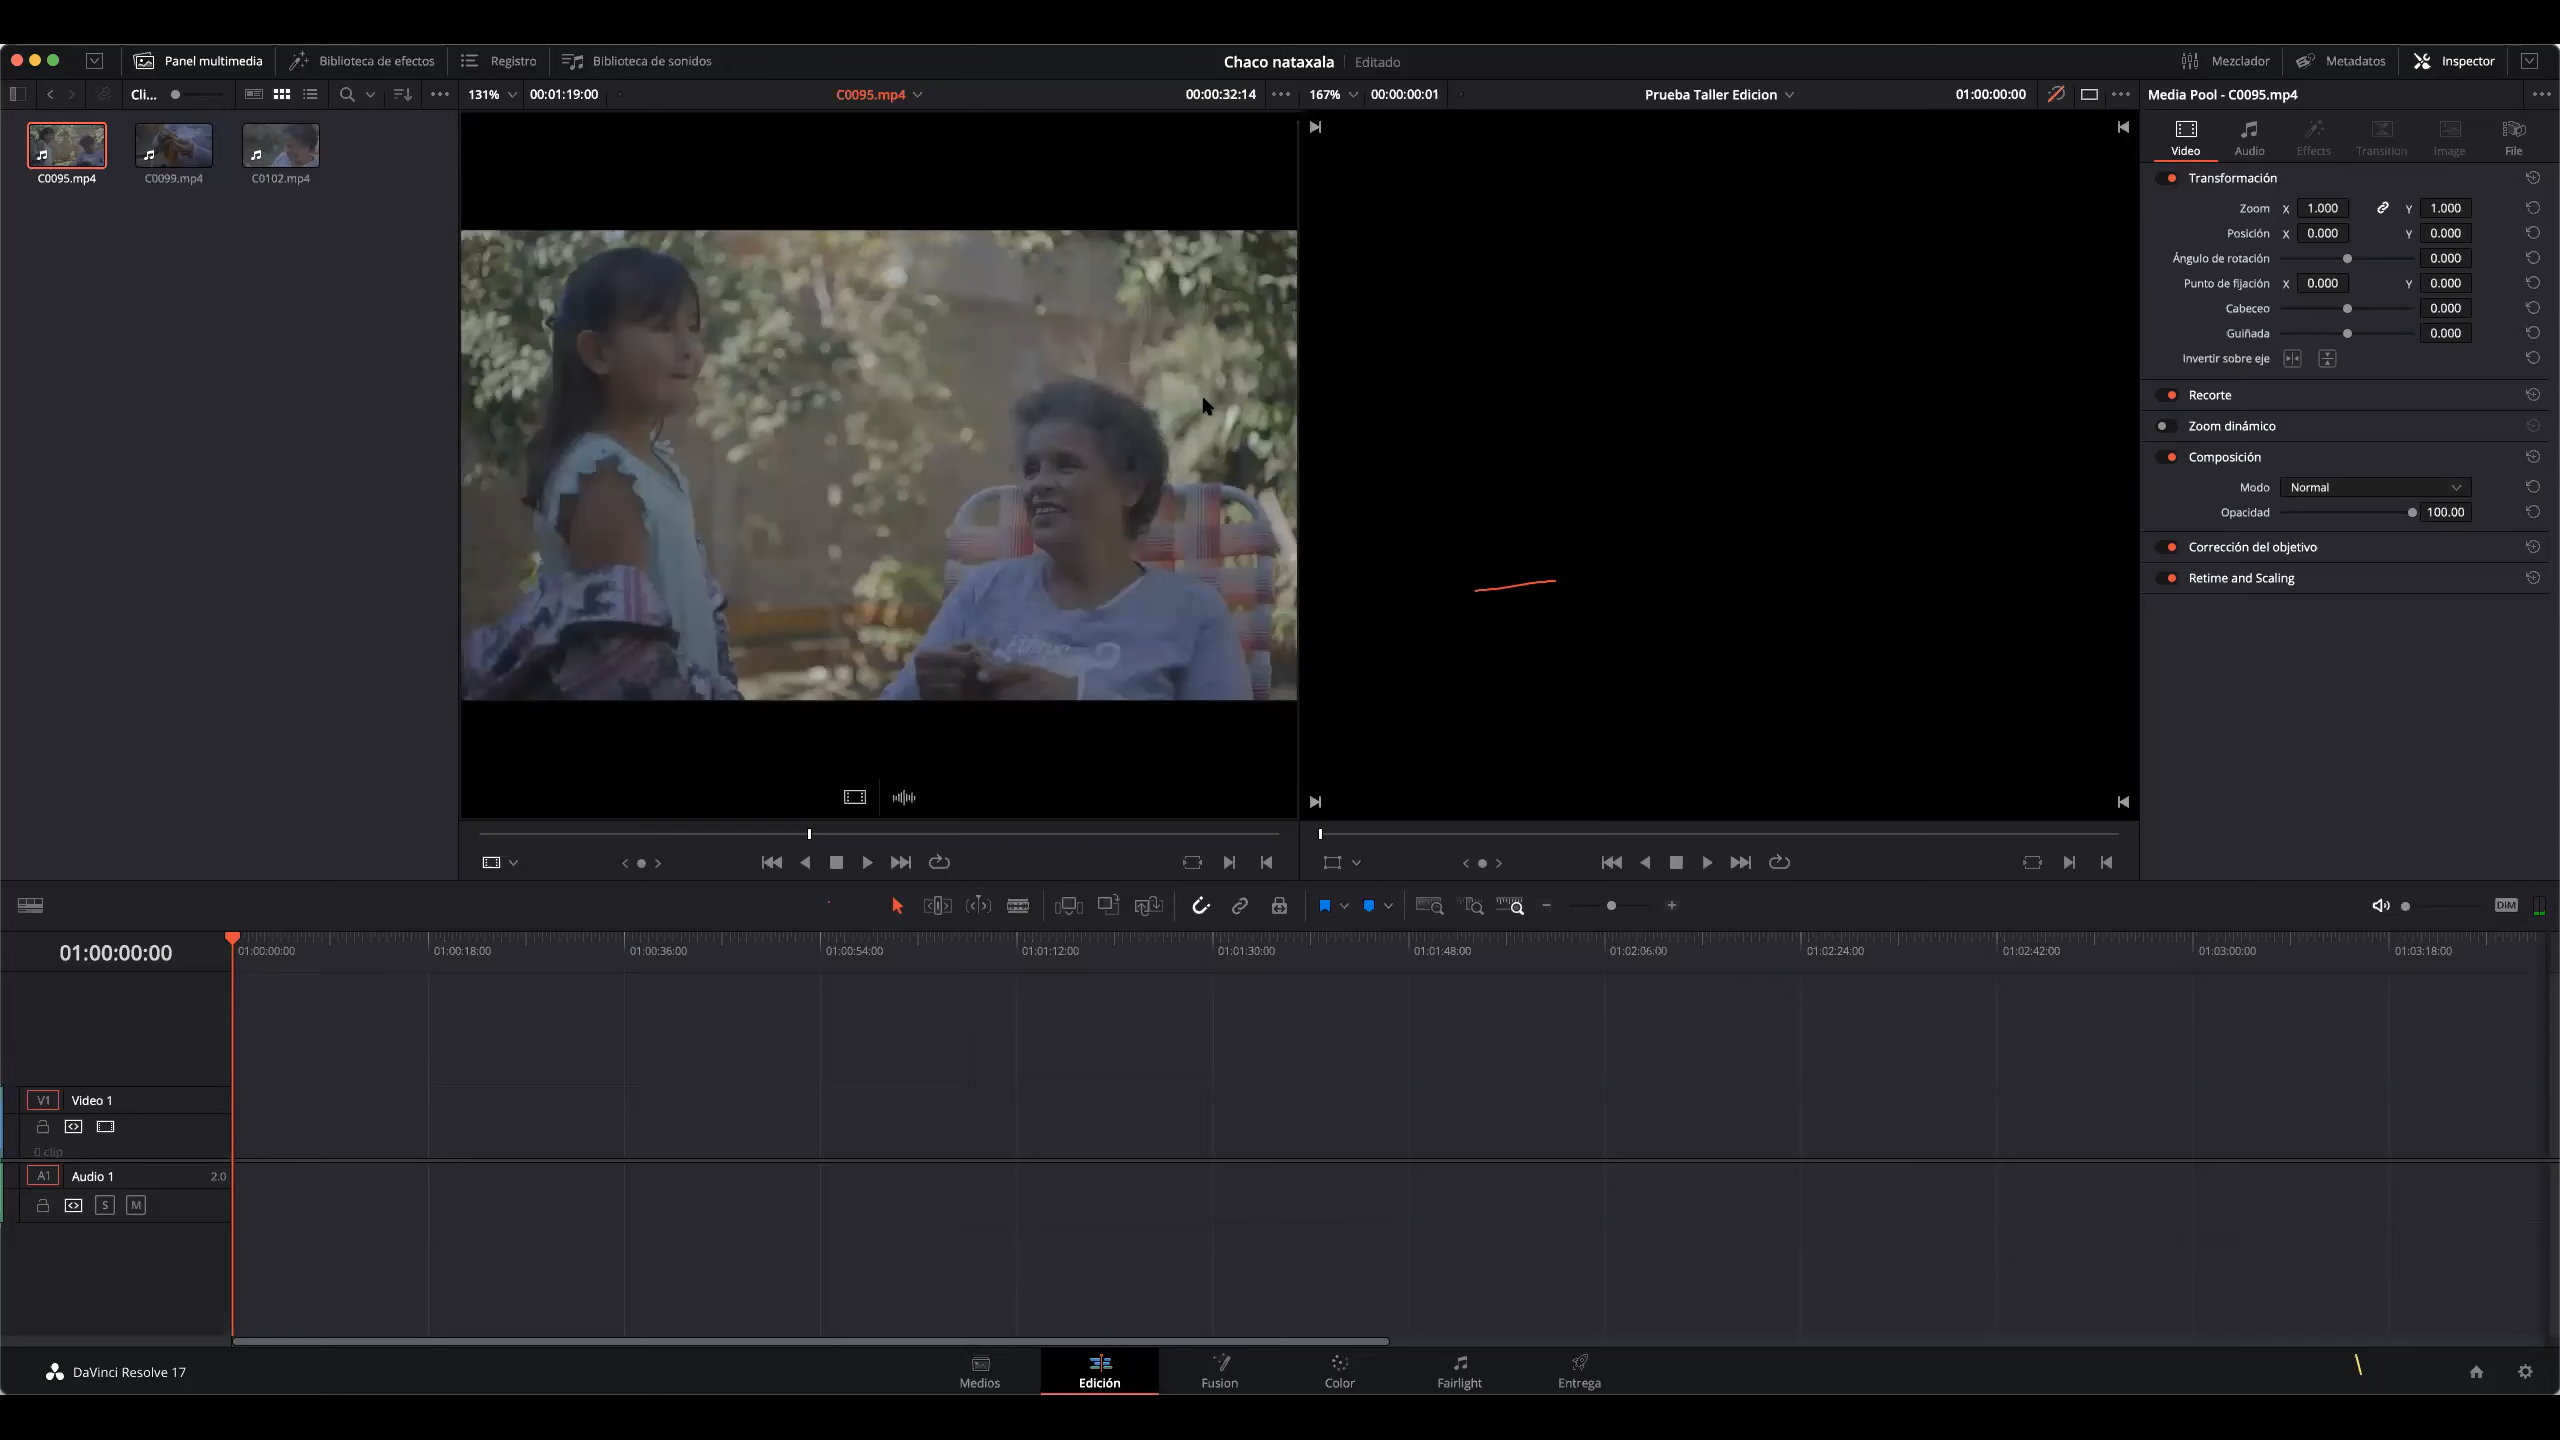 Panel multimedia Biblioteca de efectos Registro Biblioteca de sonidos Chaco nataxala Editado Mezclador Metadatos Inspector
Cli... 131% 00:01:19:00 C0095.mp4 00:00:32:14 167% 00:00:00:01 Prueba Taller Edicion 01:00:00:00 Media Pool - C0095.mp4
Video Audio Effects Transition Image File
C0095.mp4 C0099.mp4 C0102.mp4
Transformación
Zoom X 1.000 Y 1.000
Posición X 0.000 Y 0.000
Ángulo de rotación 0.000
Punto de fijación X 0.000 Y 0.000
Cabeceo 0.000
Guiñada 0.000
Invertir sobre eje
Recorte
Zoom dinámico
Composición
Modo Normal
Opacidad 100.00
Corrección del objetivo
Retime and Scaling
DIM
01:00:00:00 01:00:00:00 01:00:18:00 01:00:36:00 01:00:54:00 01:01:12:00 01:01:30:00 01:01:48:00 01:02:06:00 01:02:24:00 01:02:42:00 01:03:00:00 01:03:18:00
V1 Video 1
0 clip
A1 Audio 1 2.0
S M
DaVinci Resolve 17 Medios Edición Fusion Color Fairlight Entrega